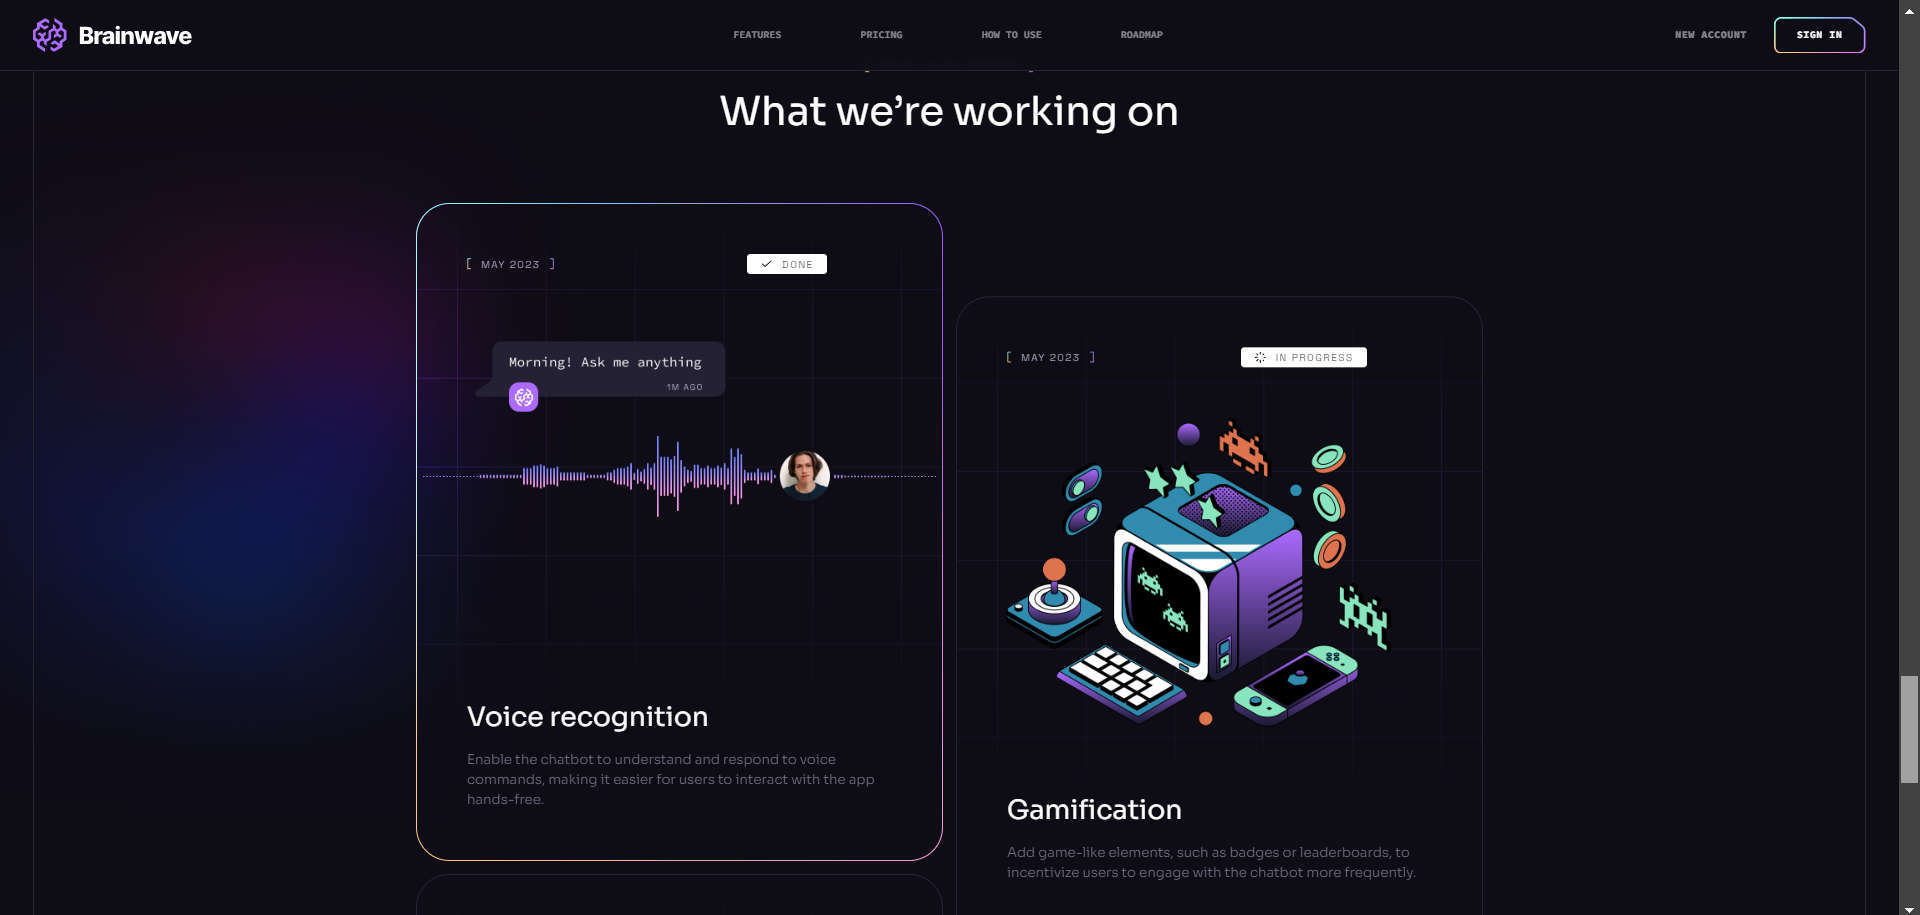 Brainwave
FEATURES
PRICING
HOW TO USE
ROADMAP
NEW ACCOUNT
SIGN IN
What we’re working on
[ MAY 2023 ]
DONE
Morning! Ask me anything
1M AGO
Voice recognition
Enable the chatbot to understand and respond to voice
commands, making it easier for users to interact with the app
hands-free.
[ MAY 2023 ]
IN PROGRESS
Gamification
Add game-like elements, such as badges or leaderboards, to
incentivize users to engage with the chatbot more frequently.